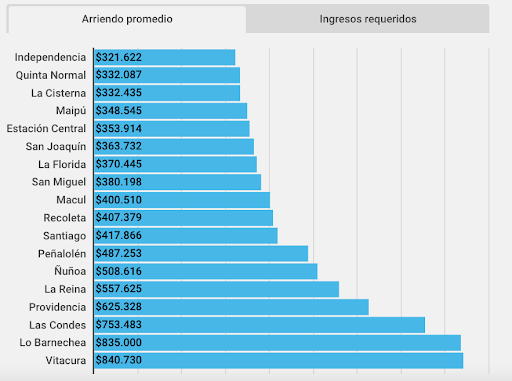 Arriendo promedio Ingresos requeridos
Independencia $321.622
Quinta Normal $332.087
La Cisterna $332.435
Maipú $348.545
Estación Central $353.914
San Joaquín $363.732
La Florida $370.445
San Miguel $380.198
Macul $400.510
Recoleta $407.379
Santiago $417.866
Peñalolén $487.253
Ñuñoa $508.616
La Reina $557.625
Providencia $625.328
Las Condes $753.483
Lo Barnechea $835.000
Vitacura $840.730